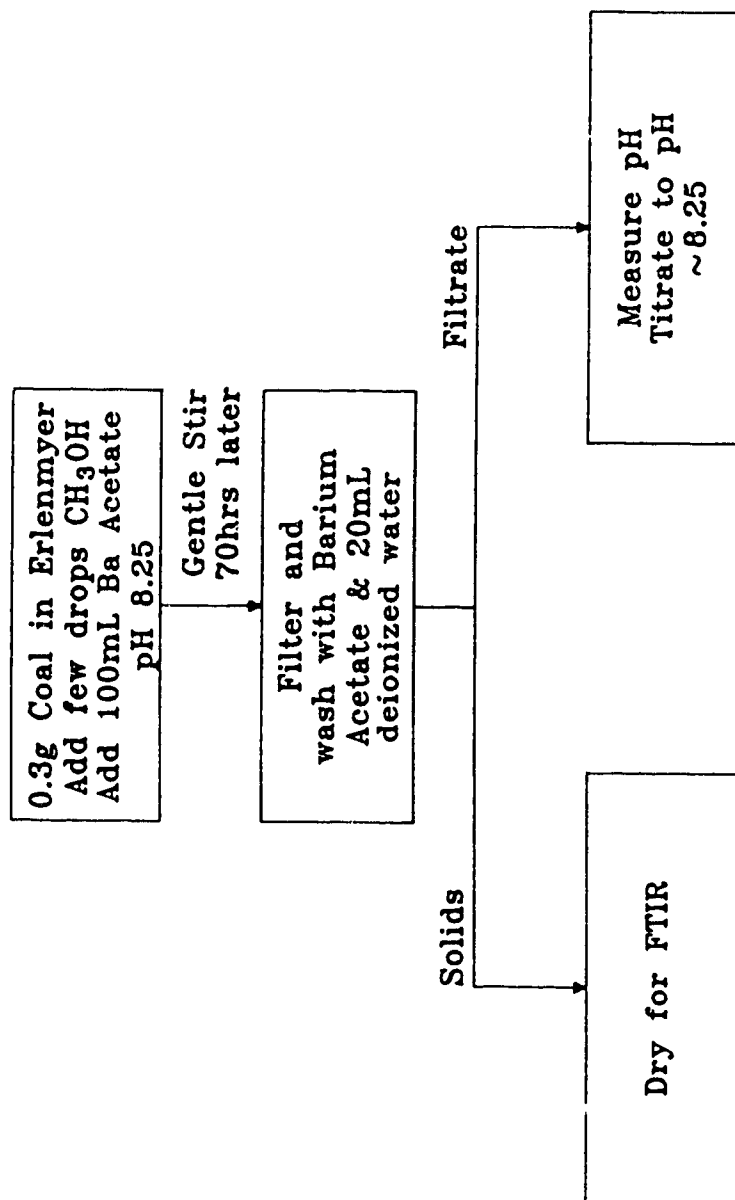 0.3g Coal in Erlenmyer
Add few drops CH₃OH
Add 100mL Ba Acetate
pH 8.25
Gentle Stir
70hrs later
Filter and
wash with Barium
Acetate & 20mL
deionized water
Solids
Filtrate
Dry for FTIR
Measure pH
Titrate to pH
~8.25